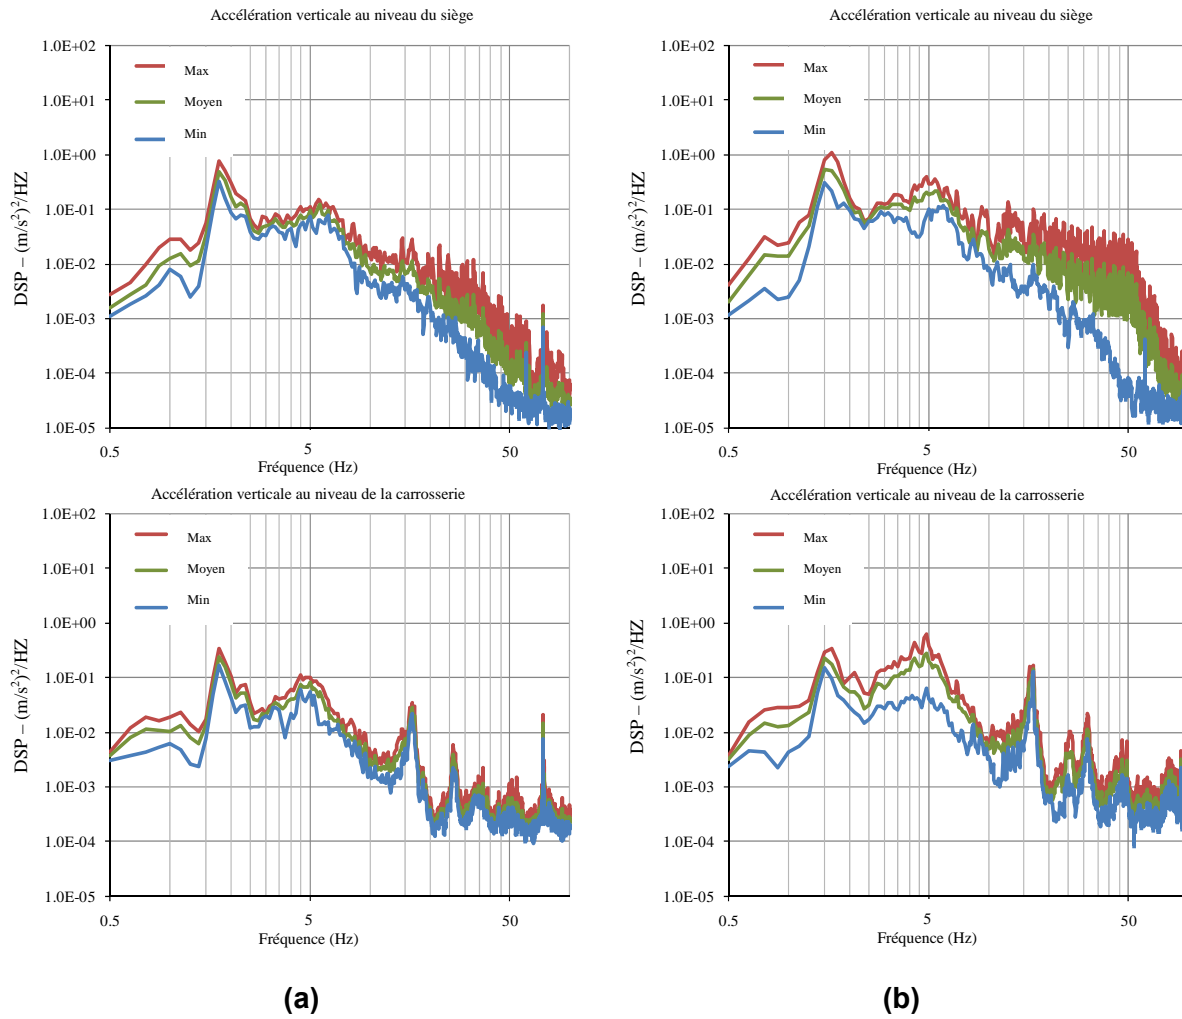 Accélération verticale au niveau du siège
DSP – (m/s²)²/HZ
1.0E+02
1.0E+01
1.0E+00
1.0E-01
1.0E-02
1.0E-03
1.0E-04
1.0E-05
Max
Moyen
Min
0.5
5
50
Fréquence (Hz)
Accélération verticale au niveau du siège
DSP – (m/s²)²/HZ
1.0E+02
1.0E+01
1.0E+00
1.0E-01
1.0E-02
1.0E-03
1.0E-04
1.0E-05
Max
Moyen
Min
0.5
5
50
Fréquence (Hz)
Accélération verticale au niveau de la carrosserie
DSP – (m/s²)²/HZ
1.0E+02
1.0E+01
1.0E+00
1.0E-01
1.0E-02
1.0E-03
1.0E-04
1.0E-05
Max
Moyen
Min
0.5
5
50
Fréquence (Hz)
Accélération verticale au niveau de la carrosserie
DSP – (m/s²)²/HZ
1.0E+02
1.0E+01
1.0E+00
1.0E-01
1.0E-02
1.0E-03
1.0E-04
1.0E-05
Max
Moyen
Min
0.5
5
50
Fréquence (Hz)
(a)
(b)